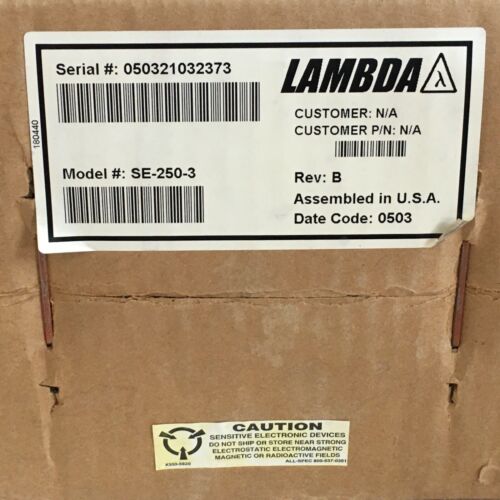 Serial #: 050321032373
LAMBDA λ
CUSTOMER: N/A
CUSTOMER P/N: N/A
180440
Model #: SE-250-3
Rev: B
Assembled in U.S.A.
Date Code: 0503
CAUTION
SENSITIVE ELECTRONIC DEVICES
DO NOT SHIP OR STORE NEAR STRONG
ELECTROSTATIC ELECTROMAGNETIC
MAGNETIC OR RADIOACTIVE FIELDS